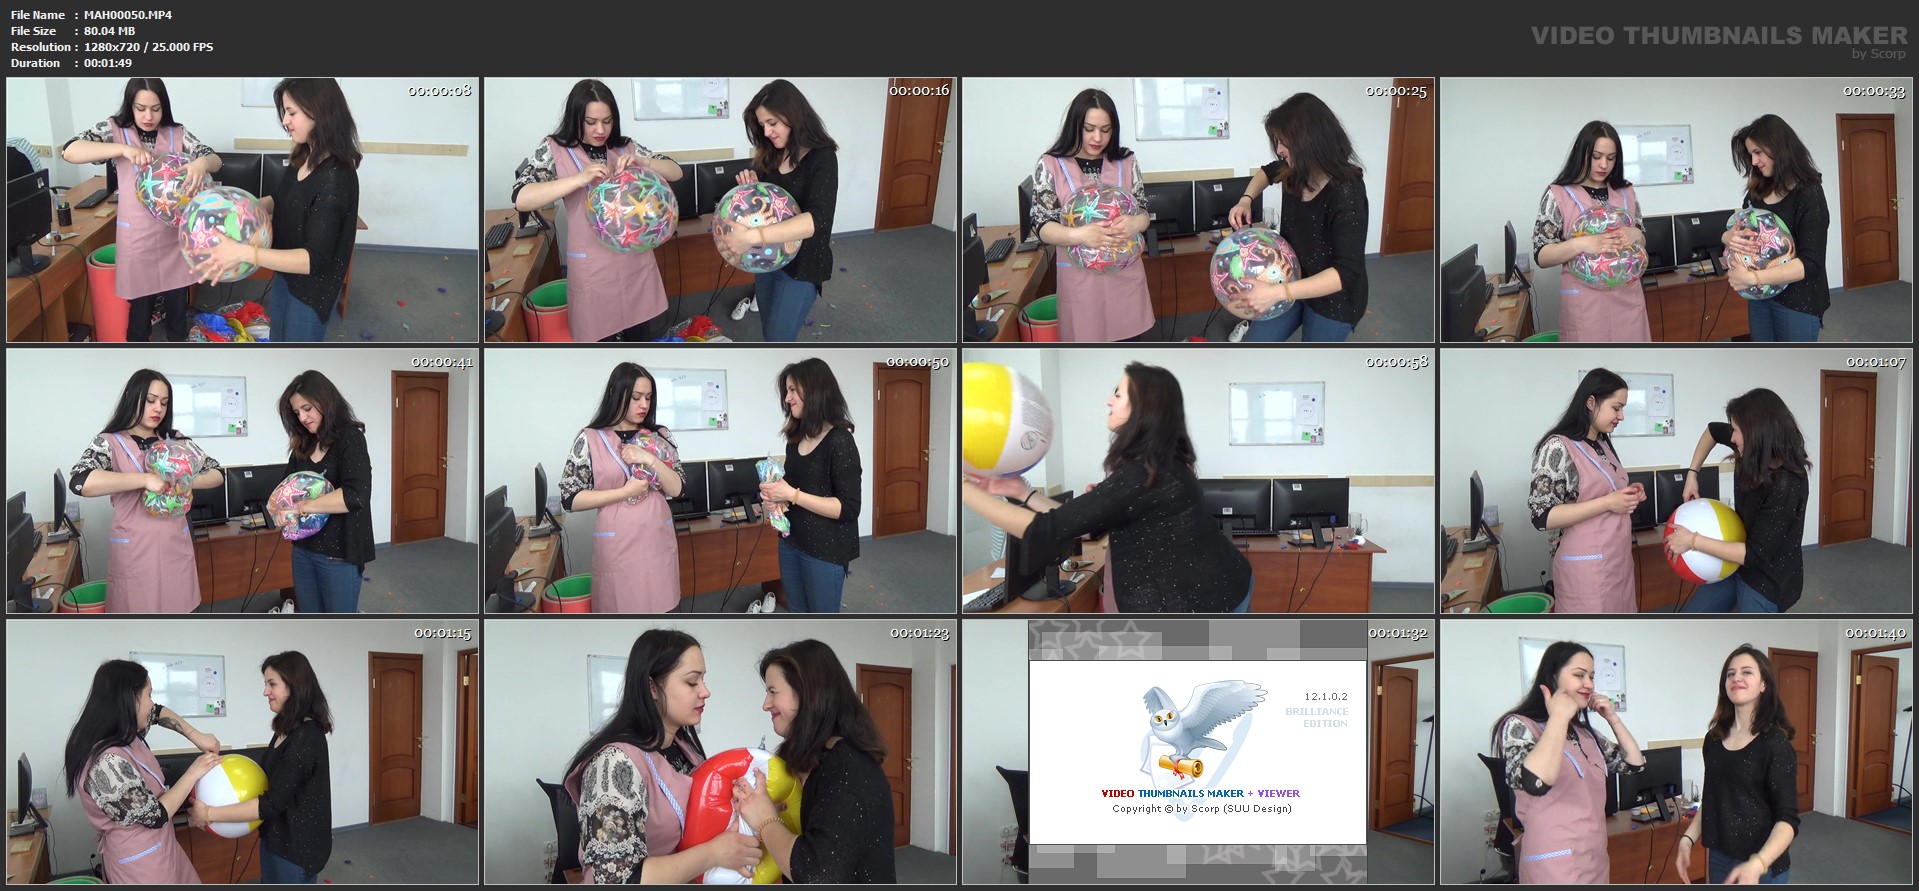 File Name : MAH00050.MP4
File Size : 80.04 MB
Resolution : 1280x720 / 25.000 FPS
Duration : 00:01:49
VIDEO THUMBNAILS MAKER
by Scorp
00:00:08
00:00:16
00:00:25
00:00:33
00:00:41
00:00:50
00:00:58
00:01:07
00:01:15
00:01:23
00:01:32
12.1.0.2
BRILLIANCE
EDITION
VIDEO THUMBNAILS MAKER + VIEWER
Copyright © by Scorp (SUU Design)
00:01:40